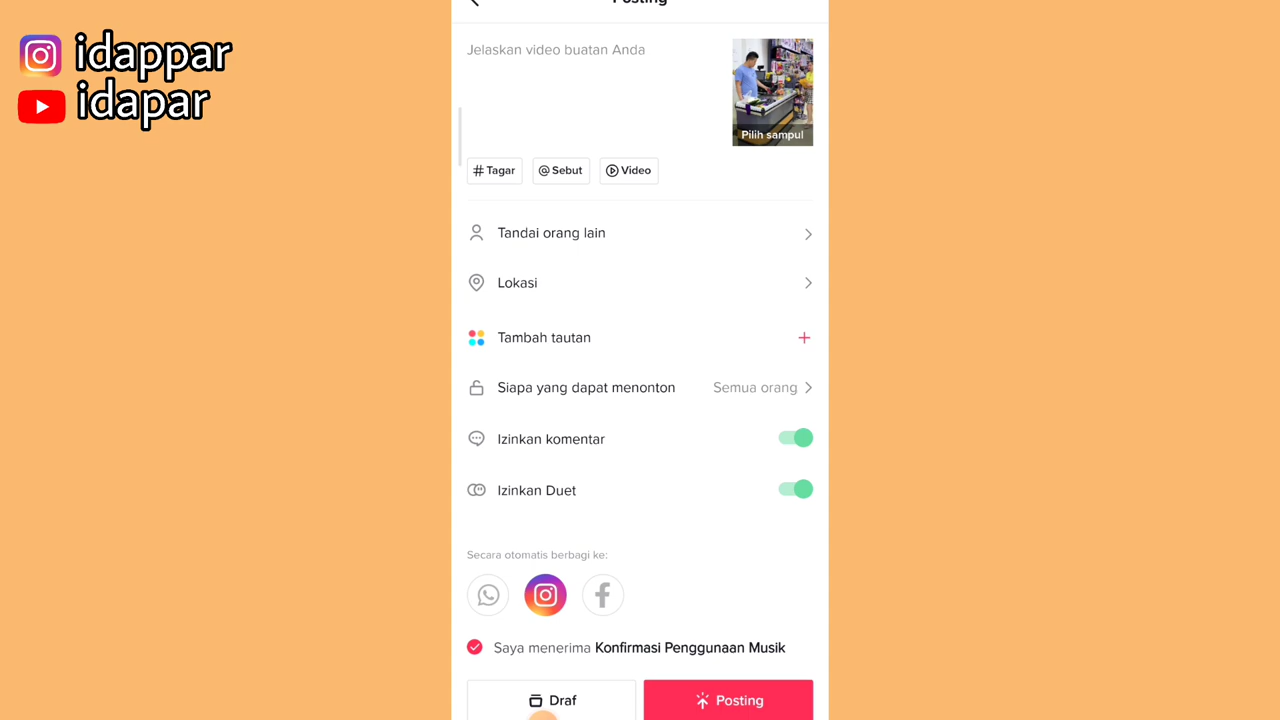 idappar
idapar
Posting
Jelaskan video buatan Anda
Pilih sampul
# Tagar
@ Sebut
Video
Tandai orang lain
Lokasi
Tambah tautan
Siapa yang dapat menonton
Semua orang
Izinkan komentar
Izinkan Duet
Secara otomatis berbagi ke:
Saya menerima Konfirmasi Penggunaan Musik
Draf
Posting